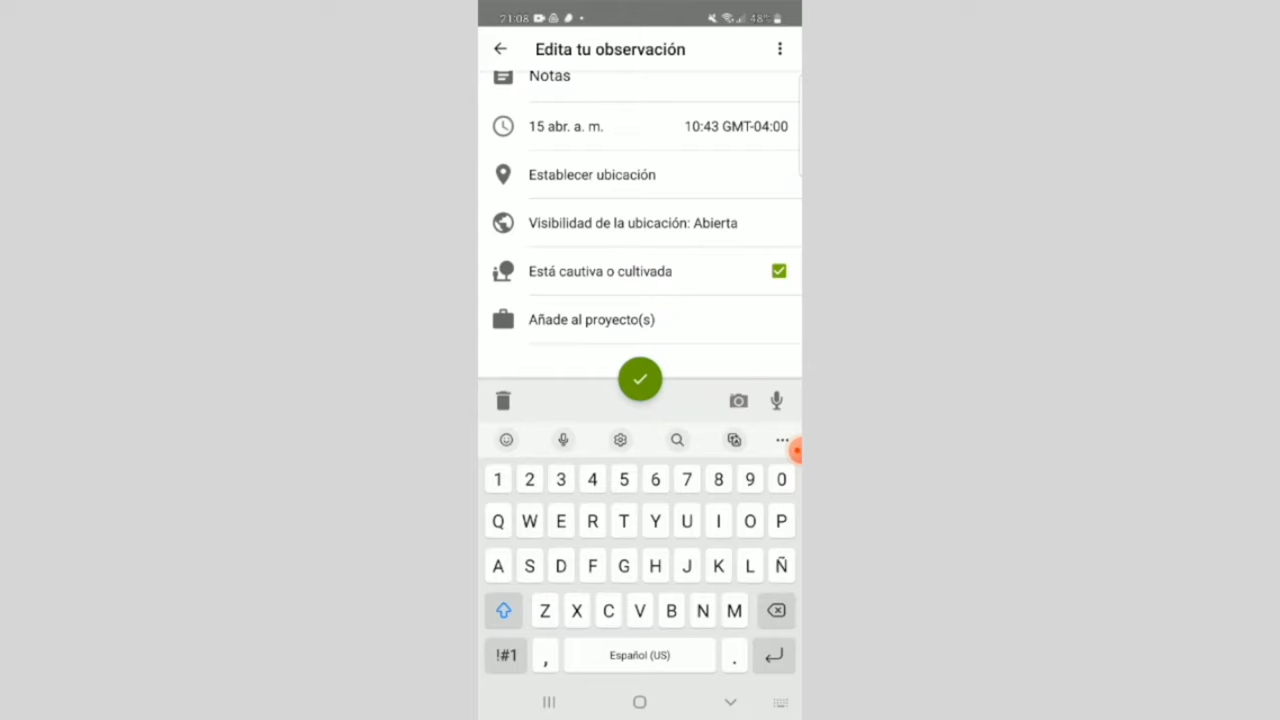 21:08 48%
Edita tu observación
Notas
15 abr. a. m. 10:43 GMT-04:00
Establecer ubicación
Visibilidad de la ubicación: Abierta
Está cautiva o cultivada
Añade al proyecto(s)
1 2 3 4 5 6 7 8 9 0
Q W E R T Y U I O P
A S D F G H J K L Ñ
Z X C V B N M
!#1 , Español (US) .